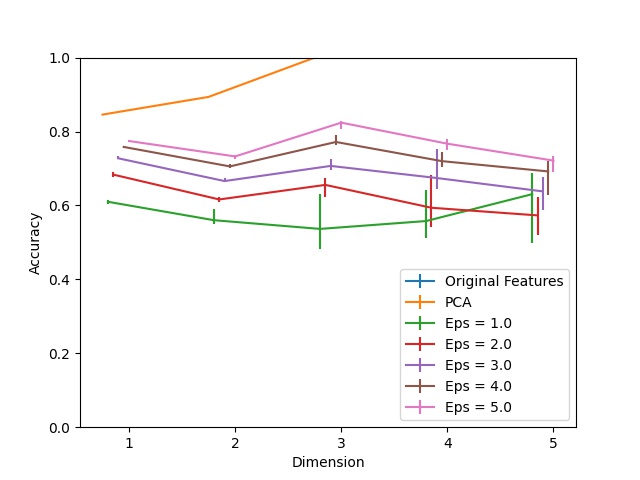 1.0
0.8
0.6
0.4
0.2
0.0
Accuracy
1 2 3 4 5
Dimension
Original Features
PCA
Eps = 1.0
Eps = 2.0
Eps = 3.0
Eps = 4.0
Eps = 5.0